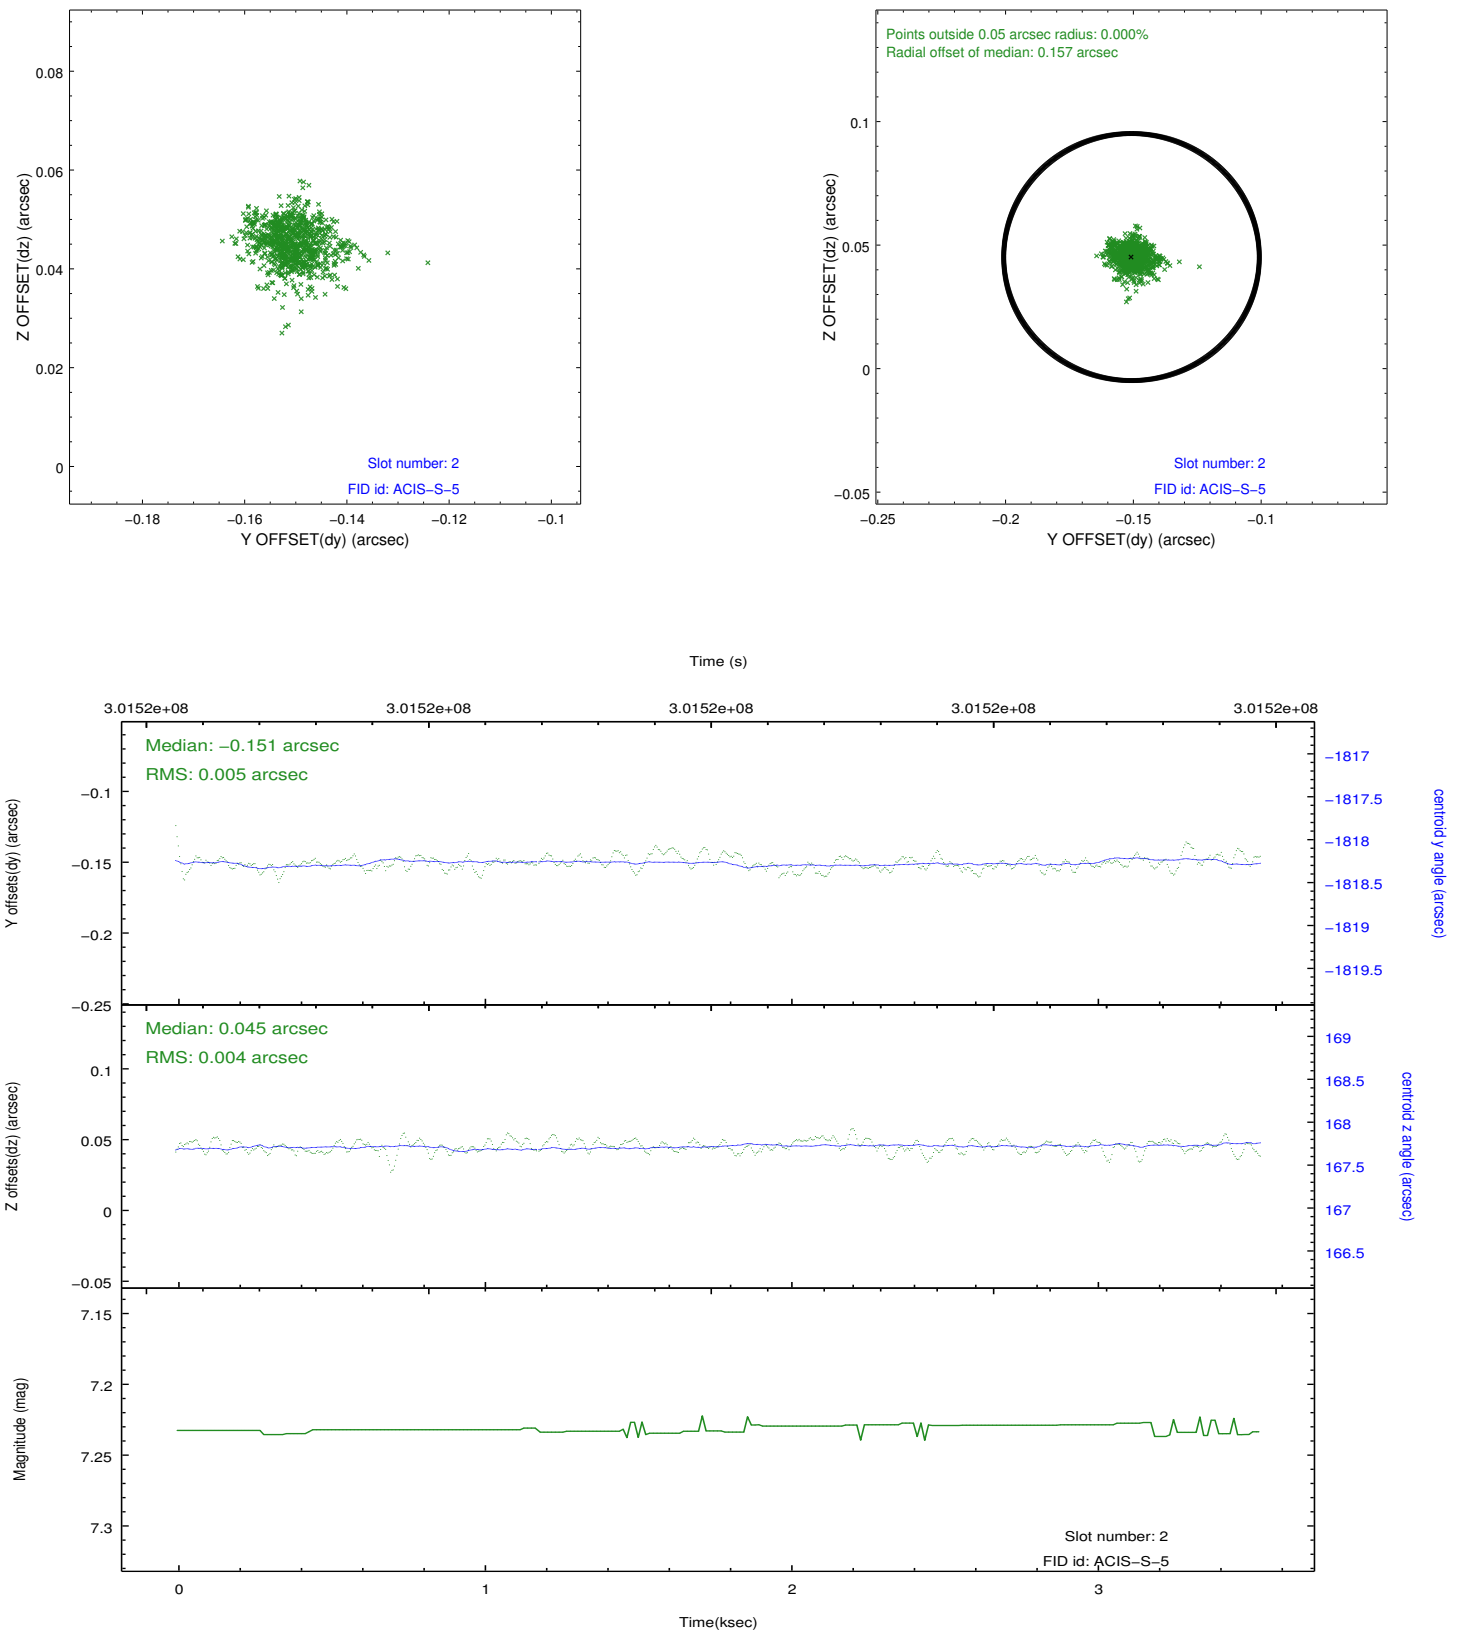 0.08
0.06
0.04
0.02
0
Z OFFSET(dz) (arcsec)
Slot number: 2
FID id: ACIS−S−5
−0.18 −0.16 −0.14 −0.12 −0.1
Y OFFSET(dy) (arcsec)
Points outside 0.05 arcsec radius: 0.000%
Radial offset of median: 0.157 arcsec
0.1
0.05
0
−0.05
Z OFFSET(dz) (arcsec)
Slot number: 2
FID id: ACIS−S−5
−0.25 −0.2 −0.15 −0.1
Y OFFSET(dy) (arcsec)
Time (s)
3.0152e+08 3.0152e+08 3.0152e+08 3.0152e+08 3.0152e+08
Median: −0.151 arcsec
RMS: 0.005 arcsec
−0.1
−0.15
−0.2
−0.25
Y offsets(dy) (arcsec)
−1817
−1817.5
−1818
−1818.5
−1819
−1819.5
centroid y angle (arcsec)
Median: 0.045 arcsec
RMS: 0.004 arcsec
0.1
0.05
0
−0.05
Z offsets(dz) (arcsec)
169
168.5
168
167.5
167
166.5
centroid z angle (arcsec)
7.15
7.2
7.25
7.3
Magnitude (mag)
Slot number: 2
FID id: ACIS−S−5
0 1 2 3
Time(ksec)